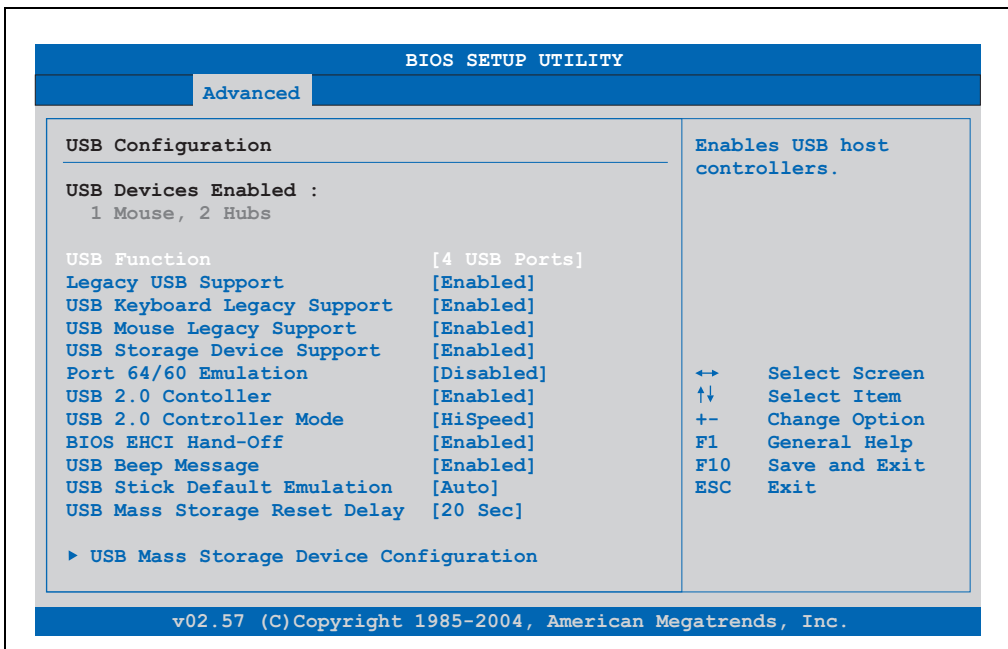 BIOS SETUP UTILITY
Advanced
USB Configuration
USB Devices Enabled :
1 Mouse, 2 Hubs
USB Function [4 USB Ports]
Legacy USB Support [Enabled]
USB Keyboard Legacy Support [Enabled]
USB Mouse Legacy Support [Enabled]
USB Storage Device Support [Enabled]
Port 64/60 Emulation [Disabled]
USB 2.0 Contoller [Enabled]
USB 2.0 Controller Mode [HiSpeed]
BIOS EHCI Hand-Off [Enabled]
USB Beep Message [Enabled]
USB Stick Default Emulation [Auto]
USB Mass Storage Reset Delay [20 Sec]
USB Mass Storage Device Configuration
Enables USB host
controllers.
↔ Select Screen
↑↓ Select Item
+- Change Option
F1 General Help
F10 Save and Exit
ESC Exit
v02.57 (C)Copyright 1985-2004, American Megatrends, Inc.